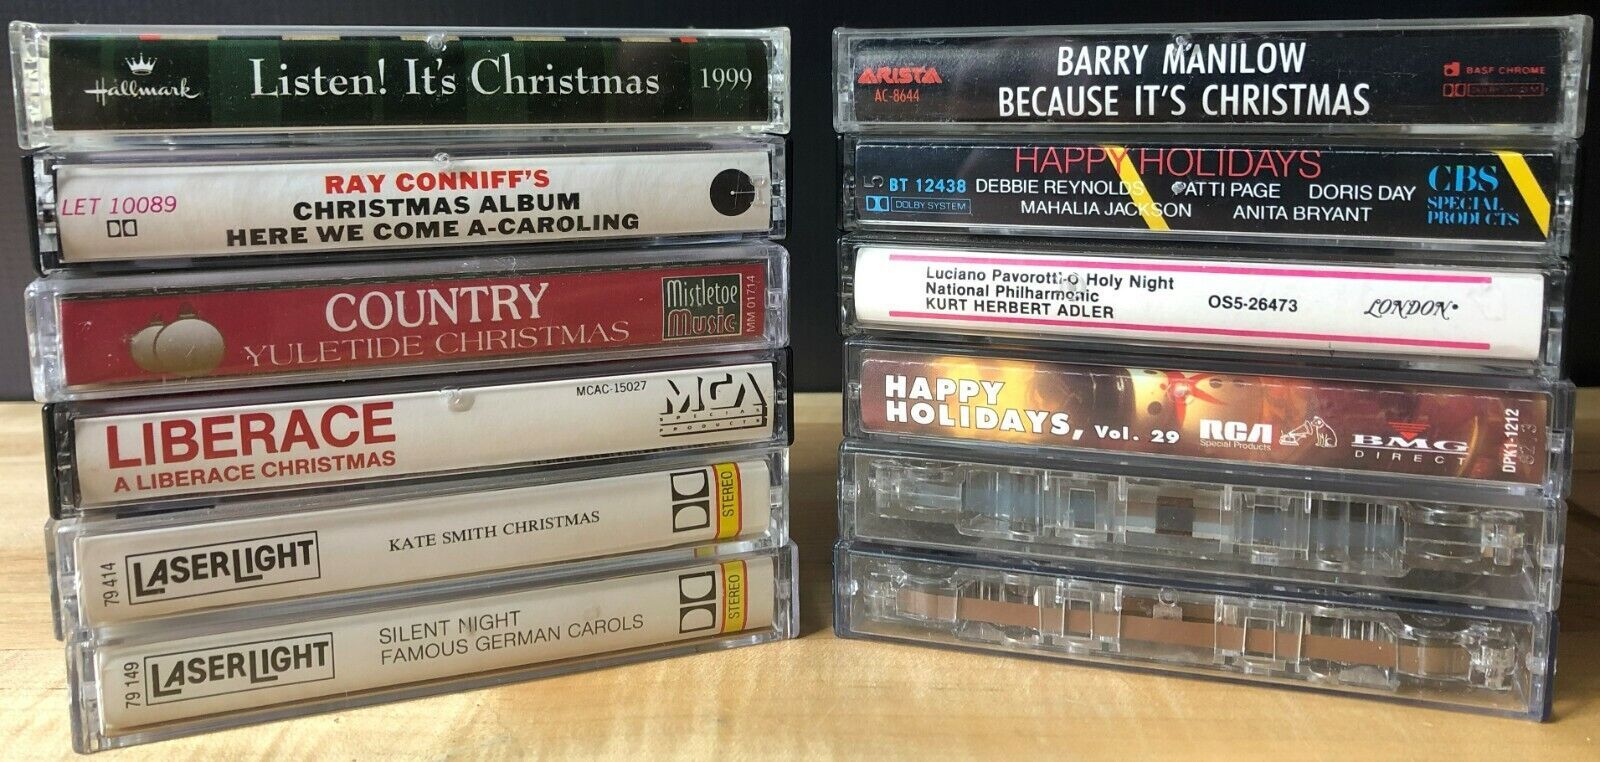 Hallmark
Listen! It's Christmas
1999
LET 10089
RAY CONNIFF'S
CHRISTMAS ALBUM
HERE WE COME A-CAROLING
COUNTRY
YULETIDE CHRISTMAS
Mistletoe
Music
MM 01714
LIBERACE
A LIBERACE CHRISTMAS
MCAC-15027
MCA
SPECIAL
PRODUCTS
79 414
LASERLIGHT
KATE SMITH CHRISTMAS
STEREO
79 149
LASERLIGHT
SILENT NIGHT
FAMOUS GERMAN CAROLS
STEREO
ARISTA
AC-8644
BARRY MANILOW
BECAUSE IT'S CHRISTMAS
BASF CHROME
HAPPY HOLIDAYS
BT 12438
DOLBY SYSTEM
DEBBIE REYNOLDS PATTI PAGE DORIS DAY
MAHALIA JACKSON ANITA BRYANT
CBS
SPECIAL
PRODUCTS
Luciano Pavorotti-O Holy Night
National Philharmonic
KURT HERBERT ADLER
OS5-26473
LONDON
HAPPY
HOLIDAYS, Vol. 29
RCA
Special Products
BMG
DIRECT
DPK1-1212